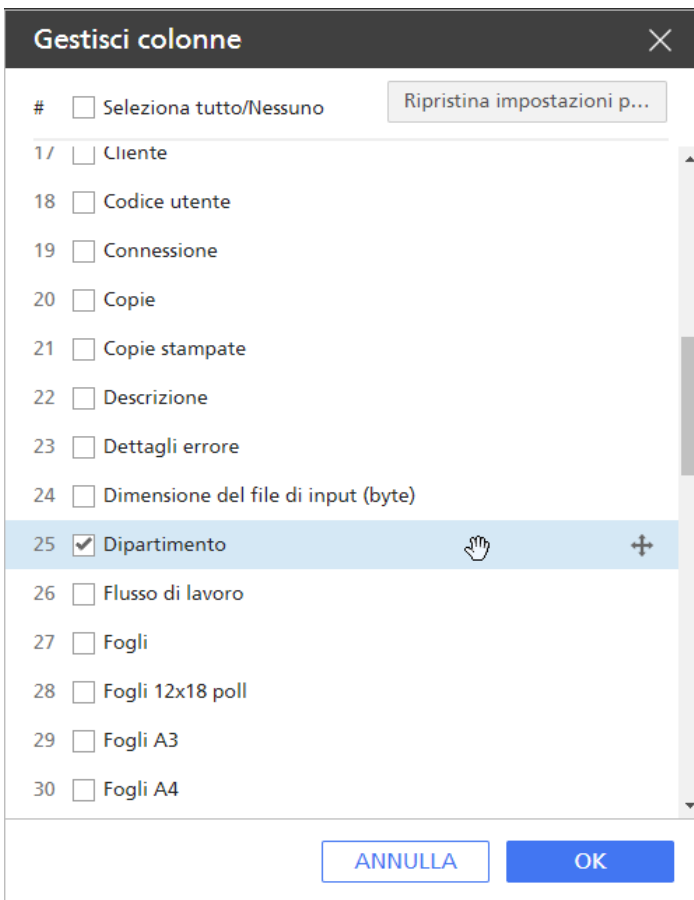 Gestisci colonne
# Seleziona tutto/Nessuno Ripristina impostazioni p...
17 Cliente
18 Codice utente
19 Connessione
20 Copie
21 Copie stampate
22 Descrizione
23 Dettagli errore
24 Dimensione del file di input (byte)
25 Dipartimento
26 Flusso di lavoro
27 Fogli
28 Fogli 12x18 poll
29 Fogli A3
30 Fogli A4
ANNULLA OK